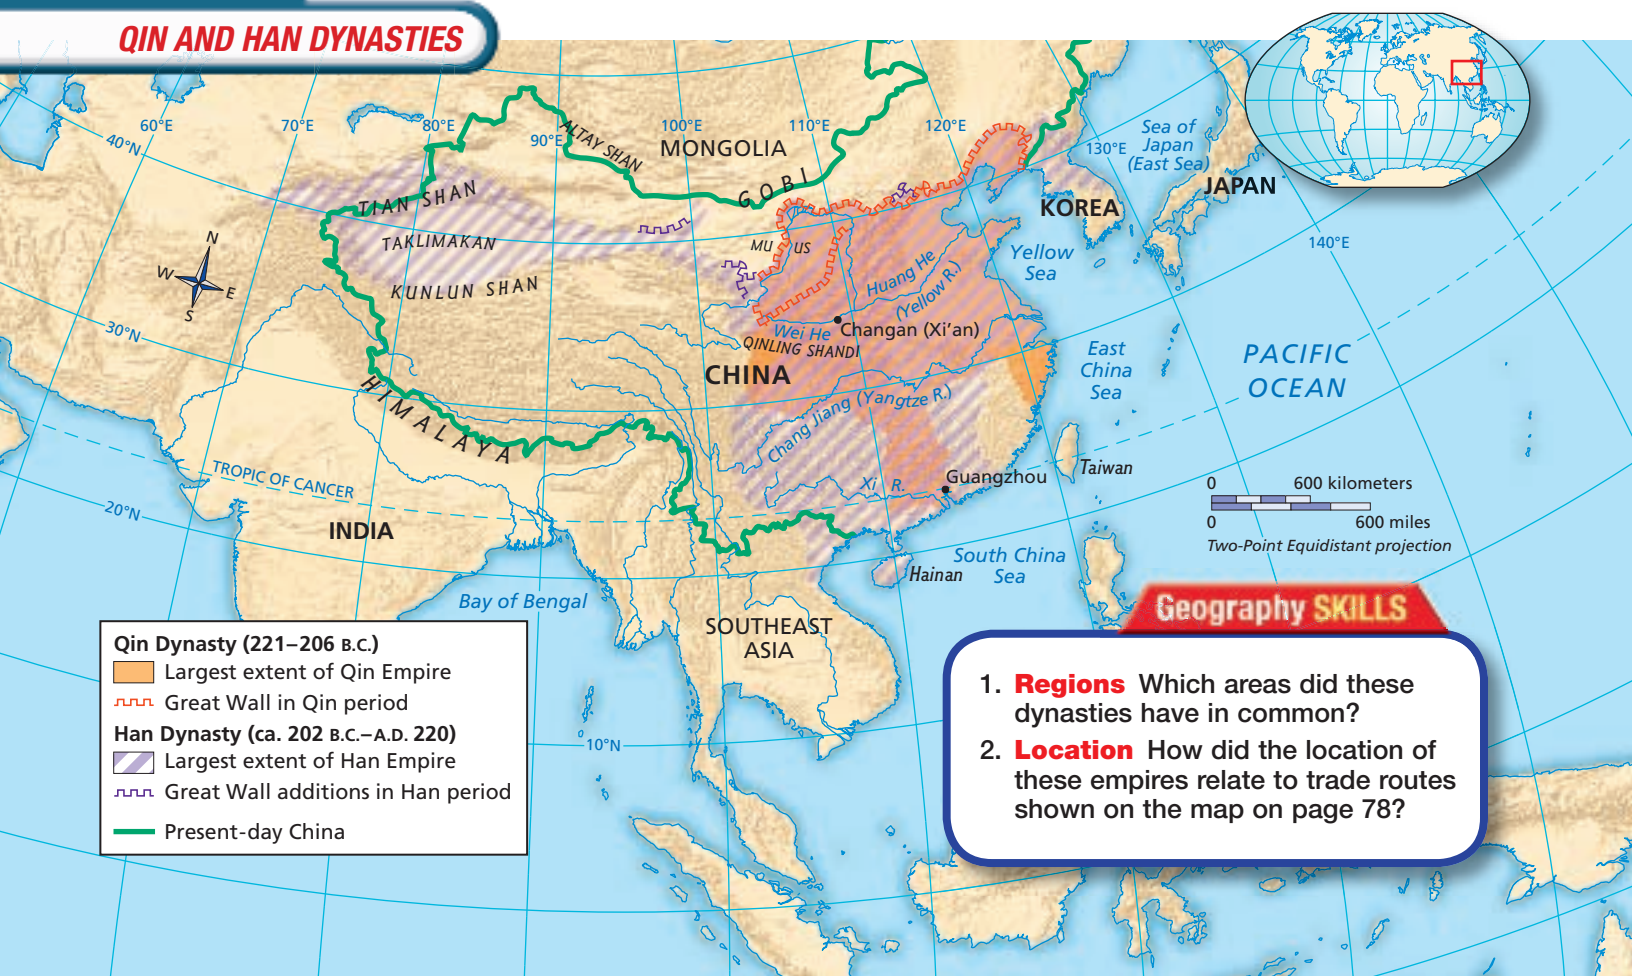 QIN AND HAN DYNASTIES
60°E
70°E
80°E
90°E
100°E
110°E
120°E
130°E
140°E
40°N
30°N
20°N
10°N
ALTAY SHAN
MONGOLIA
GOBI
TIAN SHAN
TAKLIMAKAN
KUNLUN SHAN
MU US
Sea of
Japan
(East Sea)
JAPAN
KOREA
Yellow
Sea
Huang He
(Yellow R.)
Wei He
Changan (Xi'an)
QINLING SHANDI
CHINA
Chang Jiang (Yangtze R.)
East
China
Sea
PACIFIC
OCEAN
HIMALAYA
N
W
E
S
TROPIC OF CANCER
INDIA
Xi R.
Guangzhou
Taiwan
0 600 kilometers
0 600 miles
Two-Point Equidistant projection
South China
Sea
Hainan
Bay of Bengal
SOUTHEAST
ASIA
Qin Dynasty (221–206 B.C.)
Largest extent of Qin Empire
Great Wall in Qin period
Han Dynasty (ca. 202 B.C.–A.D. 220)
Largest extent of Han Empire
Great Wall additions in Han period
Present-day China
Geography SKILLS
1. Regions Which areas did these
dynasties have in common?
2. Location How did the location of
these empires relate to trade routes
shown on the map on page 78?